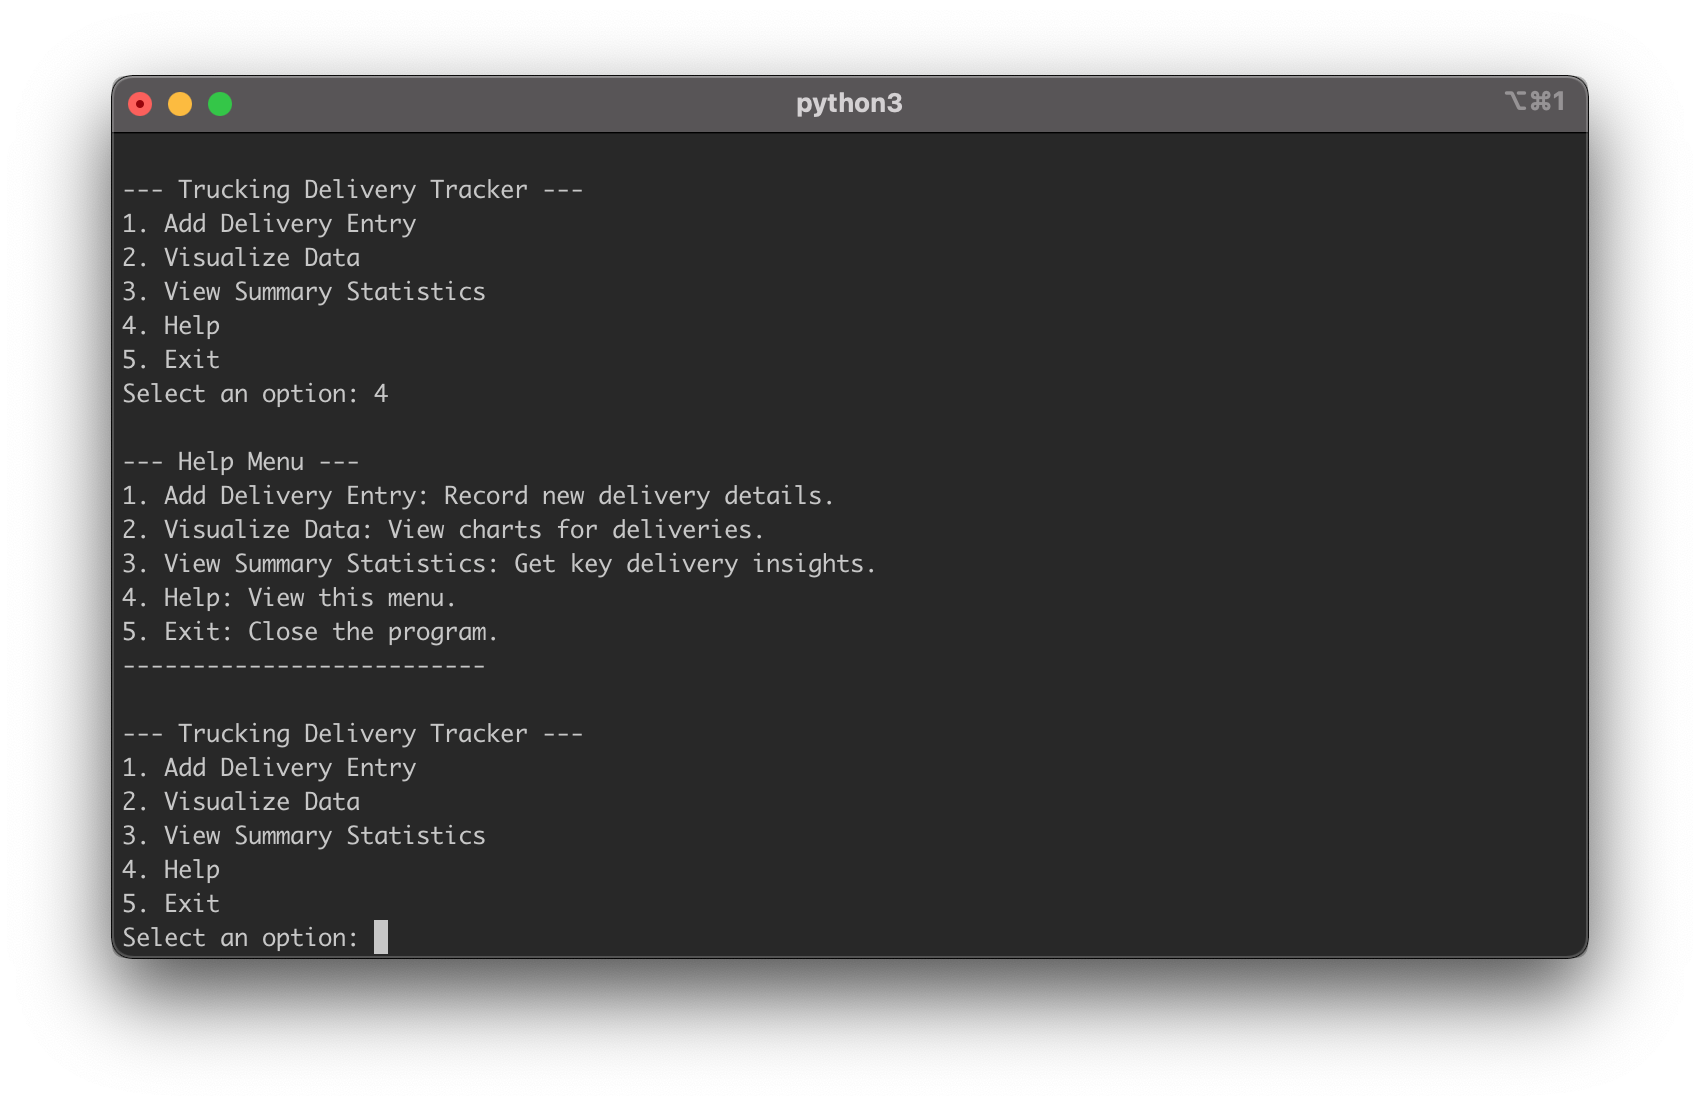 python3
⌥⌘1
--- Trucking Delivery Tracker ---
1. Add Delivery Entry
2. Visualize Data
3. View Summary Statistics
4. Help
5. Exit
Select an option: 4
--- Help Menu ---
1. Add Delivery Entry: Record new delivery details.
2. Visualize Data: View charts for deliveries.
3. View Summary Statistics: Get key delivery insights.
4. Help: View this menu.
5. Exit: Close the program.
--------------------------
--- Trucking Delivery Tracker ---
1. Add Delivery Entry
2. Visualize Data
3. View Summary Statistics
4. Help
5. Exit
Select an option: